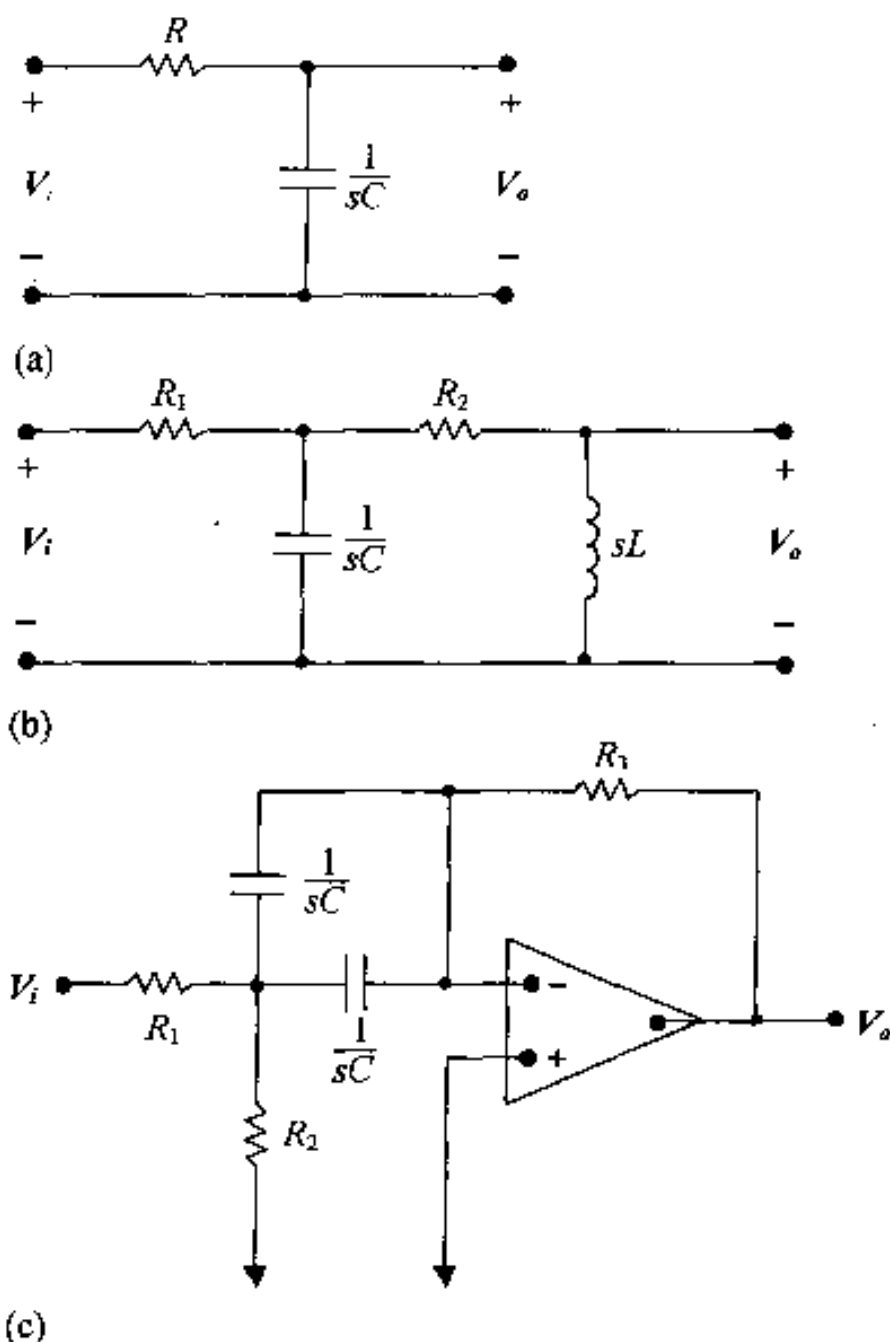 R
+ +
1
sC
V_i V_o
− −
(a)
R_1 R_2
+ +
1
sC
V_i sL V_o
− −
(b)
R_3
1
sC
V_i −
R_1 1
sC
+ V_o
R_2
(c)